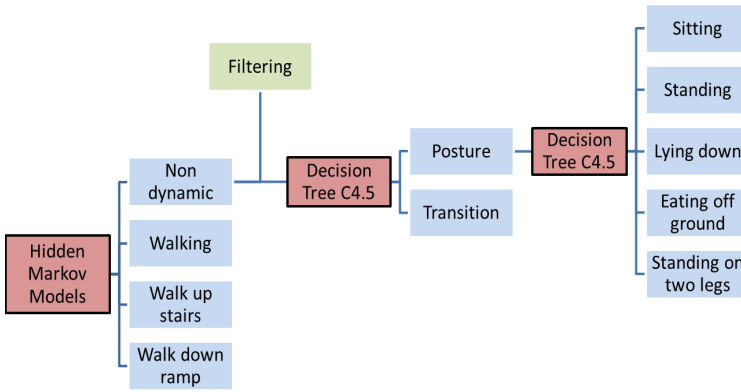 Filtering
Hidden
Markov
Models
Non
dynamic
Walking
Walk up
stairs
Walk down
ramp
Decision
Tree C4.5
Posture
Transition
Decision
Tree C4.5
Sitting
Standing
Lying down
Eating off
ground
Standing on
two legs